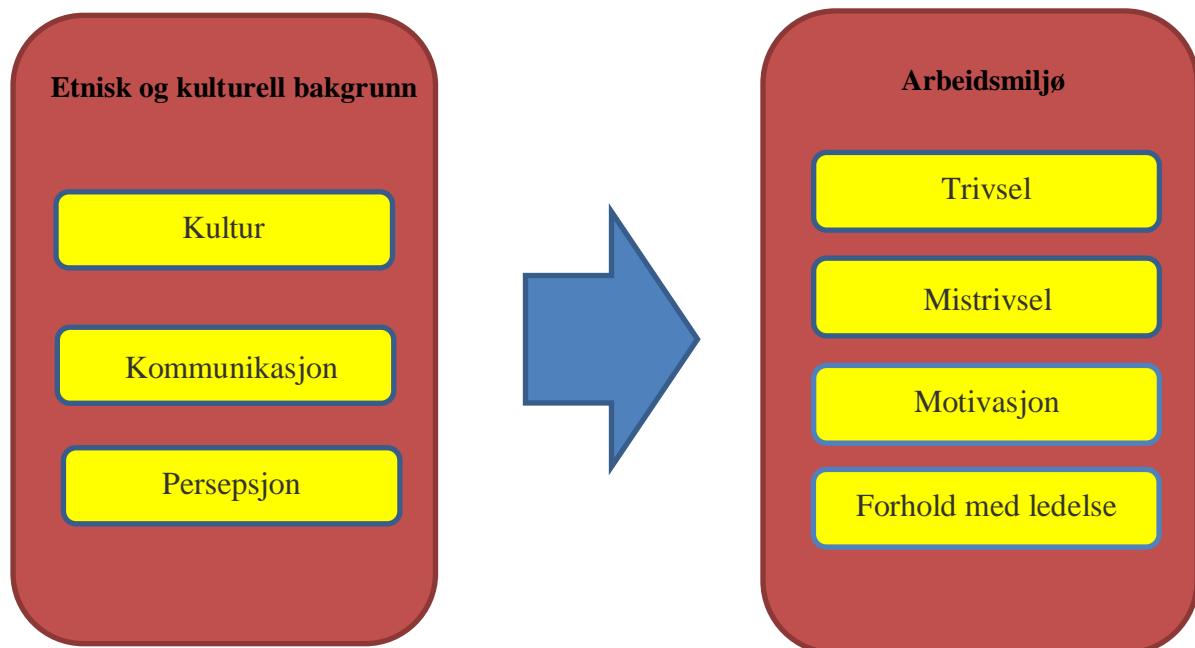 Etnisk og kulturell bakgrunn
Kultur
Kommunikasjon
Persepsjon
Arbeidsmiljø
Trivsel
Mistrivsel
Motivasjon
Forhold med ledelse